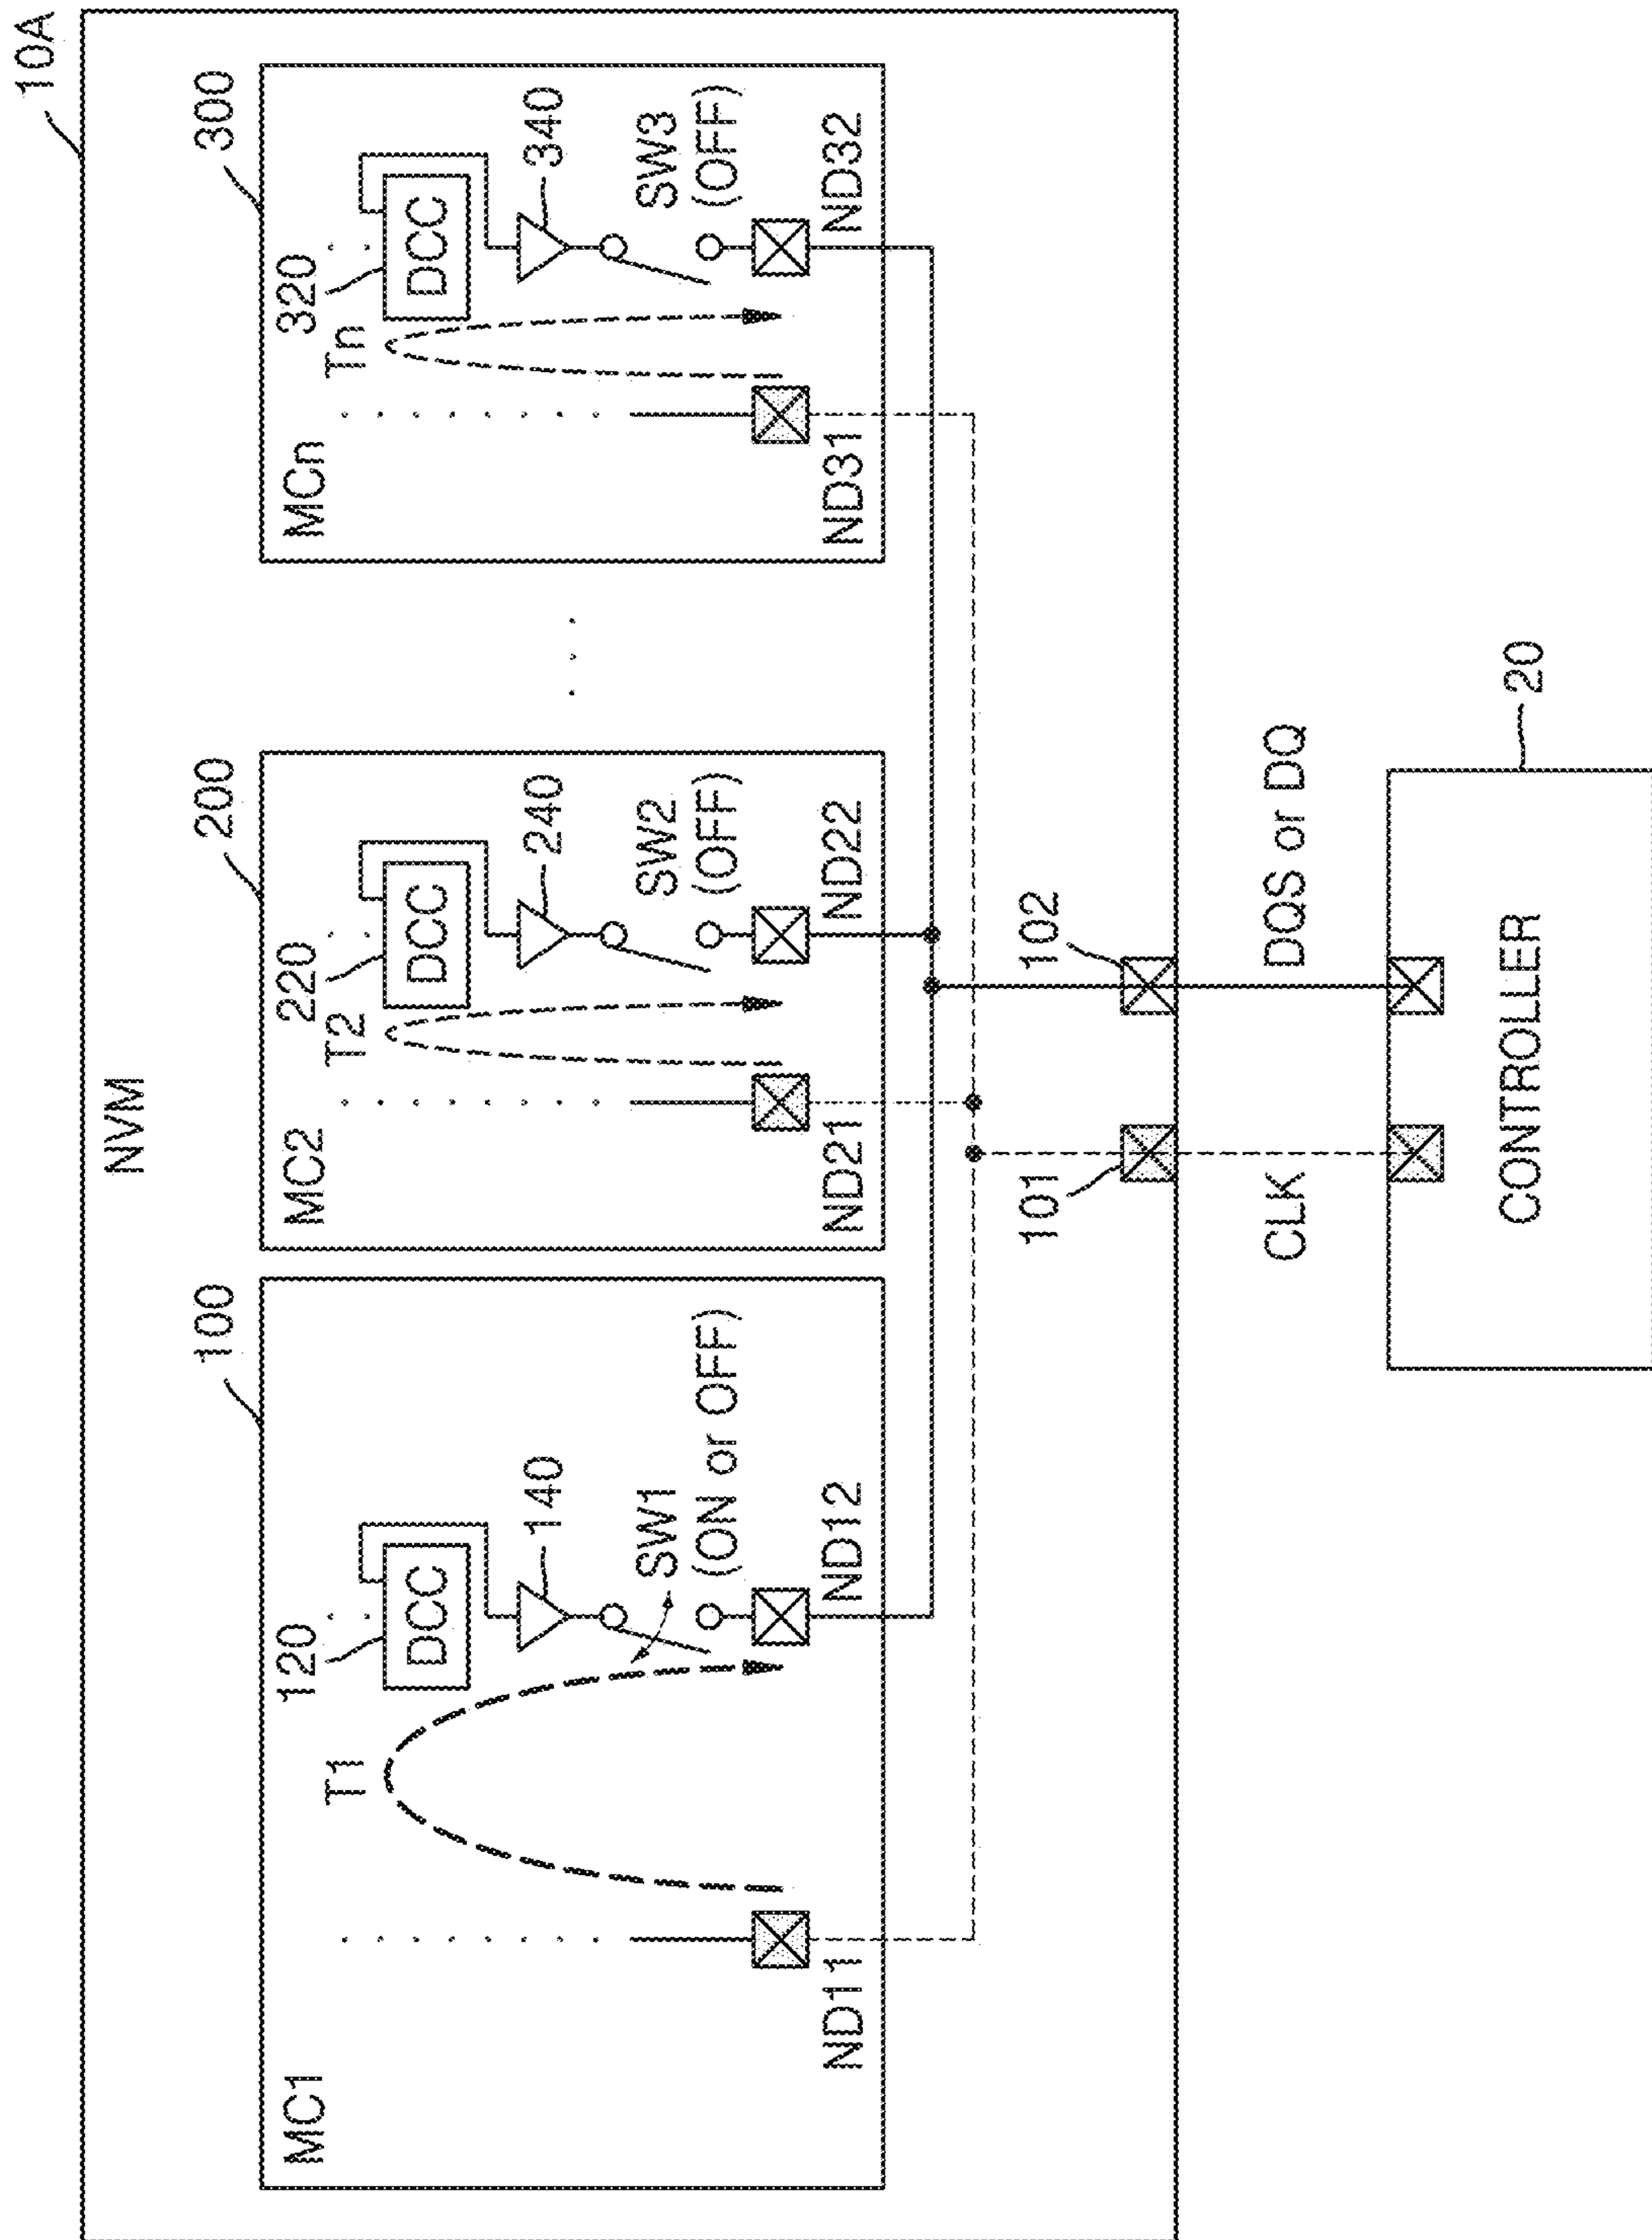 10A
NVM
100
200
300
MC1
T1
120
DCC
140
SW1
(ON or OFF)
ND11
ND12
MC2
T2
220
DCC
240
SW2
(OFF)
ND21
ND22
MCn
Tn
320
DCC
340
SW3
(OFF)
ND31
ND32
101
102
CLK
DQS or DQ
20
CONTROLLER